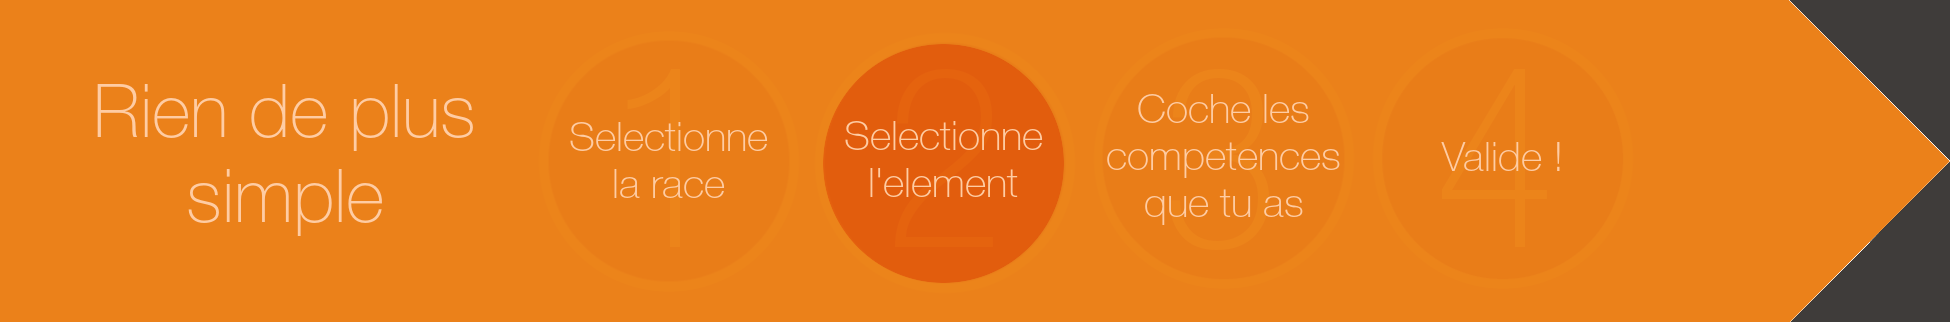 Rien de plus
simple
1
Selectionne
la race
2
Selectionne
l'element
3
Coche les
competences
que tu as
4
Valide !